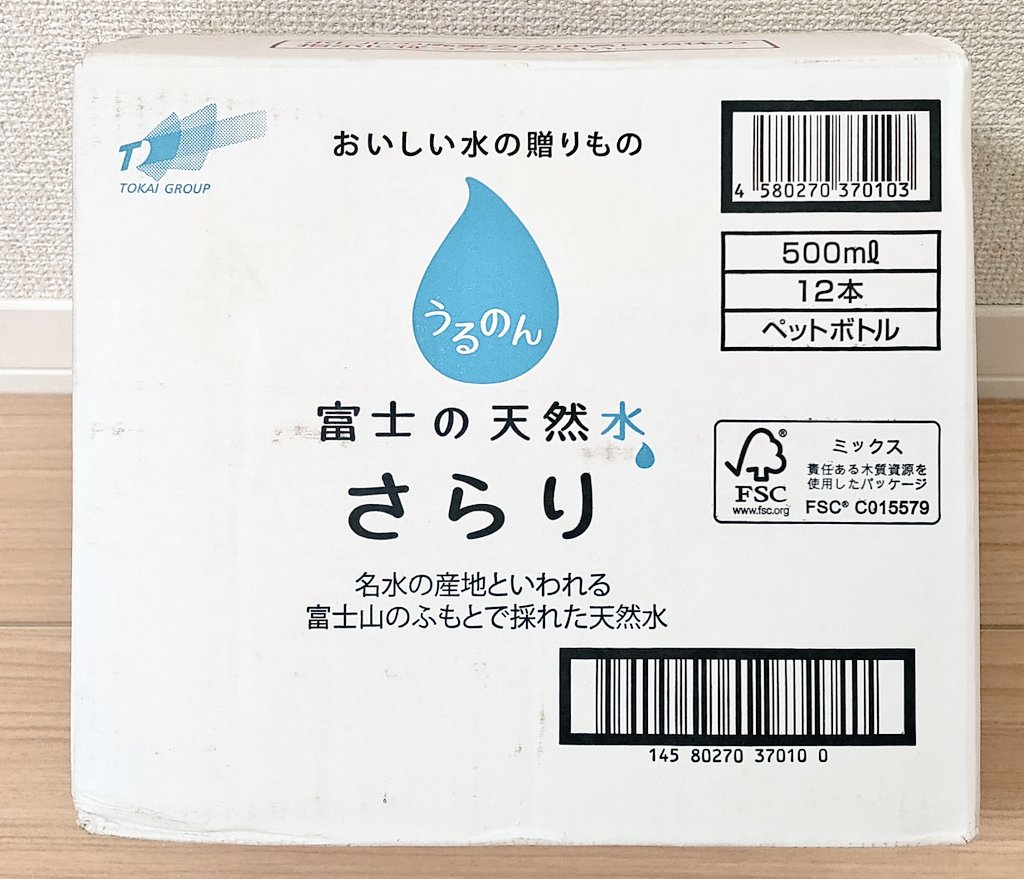 TOKAI GROUP
おいしい水の贈りもの
うるのん
富士の天然水
さらり
名水の産地といわれる
富士山のふもとで採れた天然水
4 580270 370103
500ml
12本
ペットボトル
ミックス
責任ある木質資源を
使用したパッケージ
FSC
www.fsc.org
FSC® C015579
145 80270 37010 0